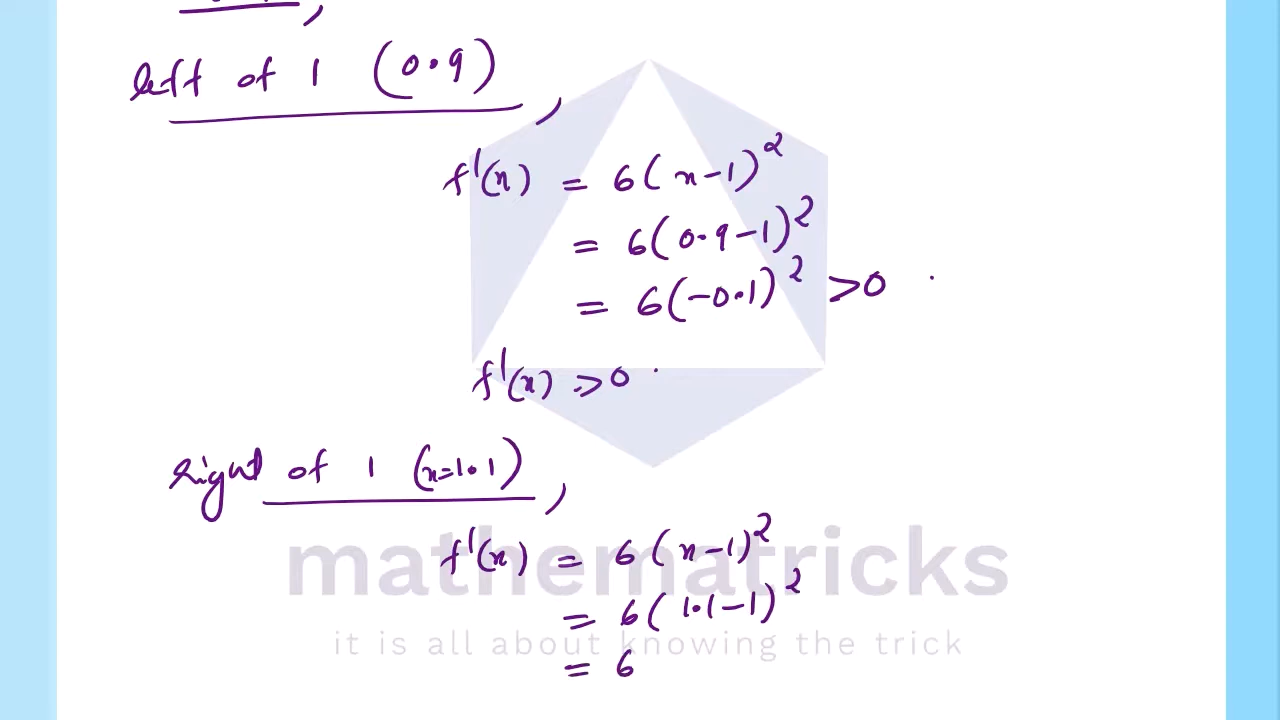 left of 1 (0.9),
f'(x) = 6(x-1)²
= 6(0.9-1)²
= 6(-0.1)² >0.
f'(x) >0.
Right of 1 (x=1.1),
mathematricks
f'(x) = 6(x-1)²
= 6(1.1-1)²
it is all about knowing the trick
= 6